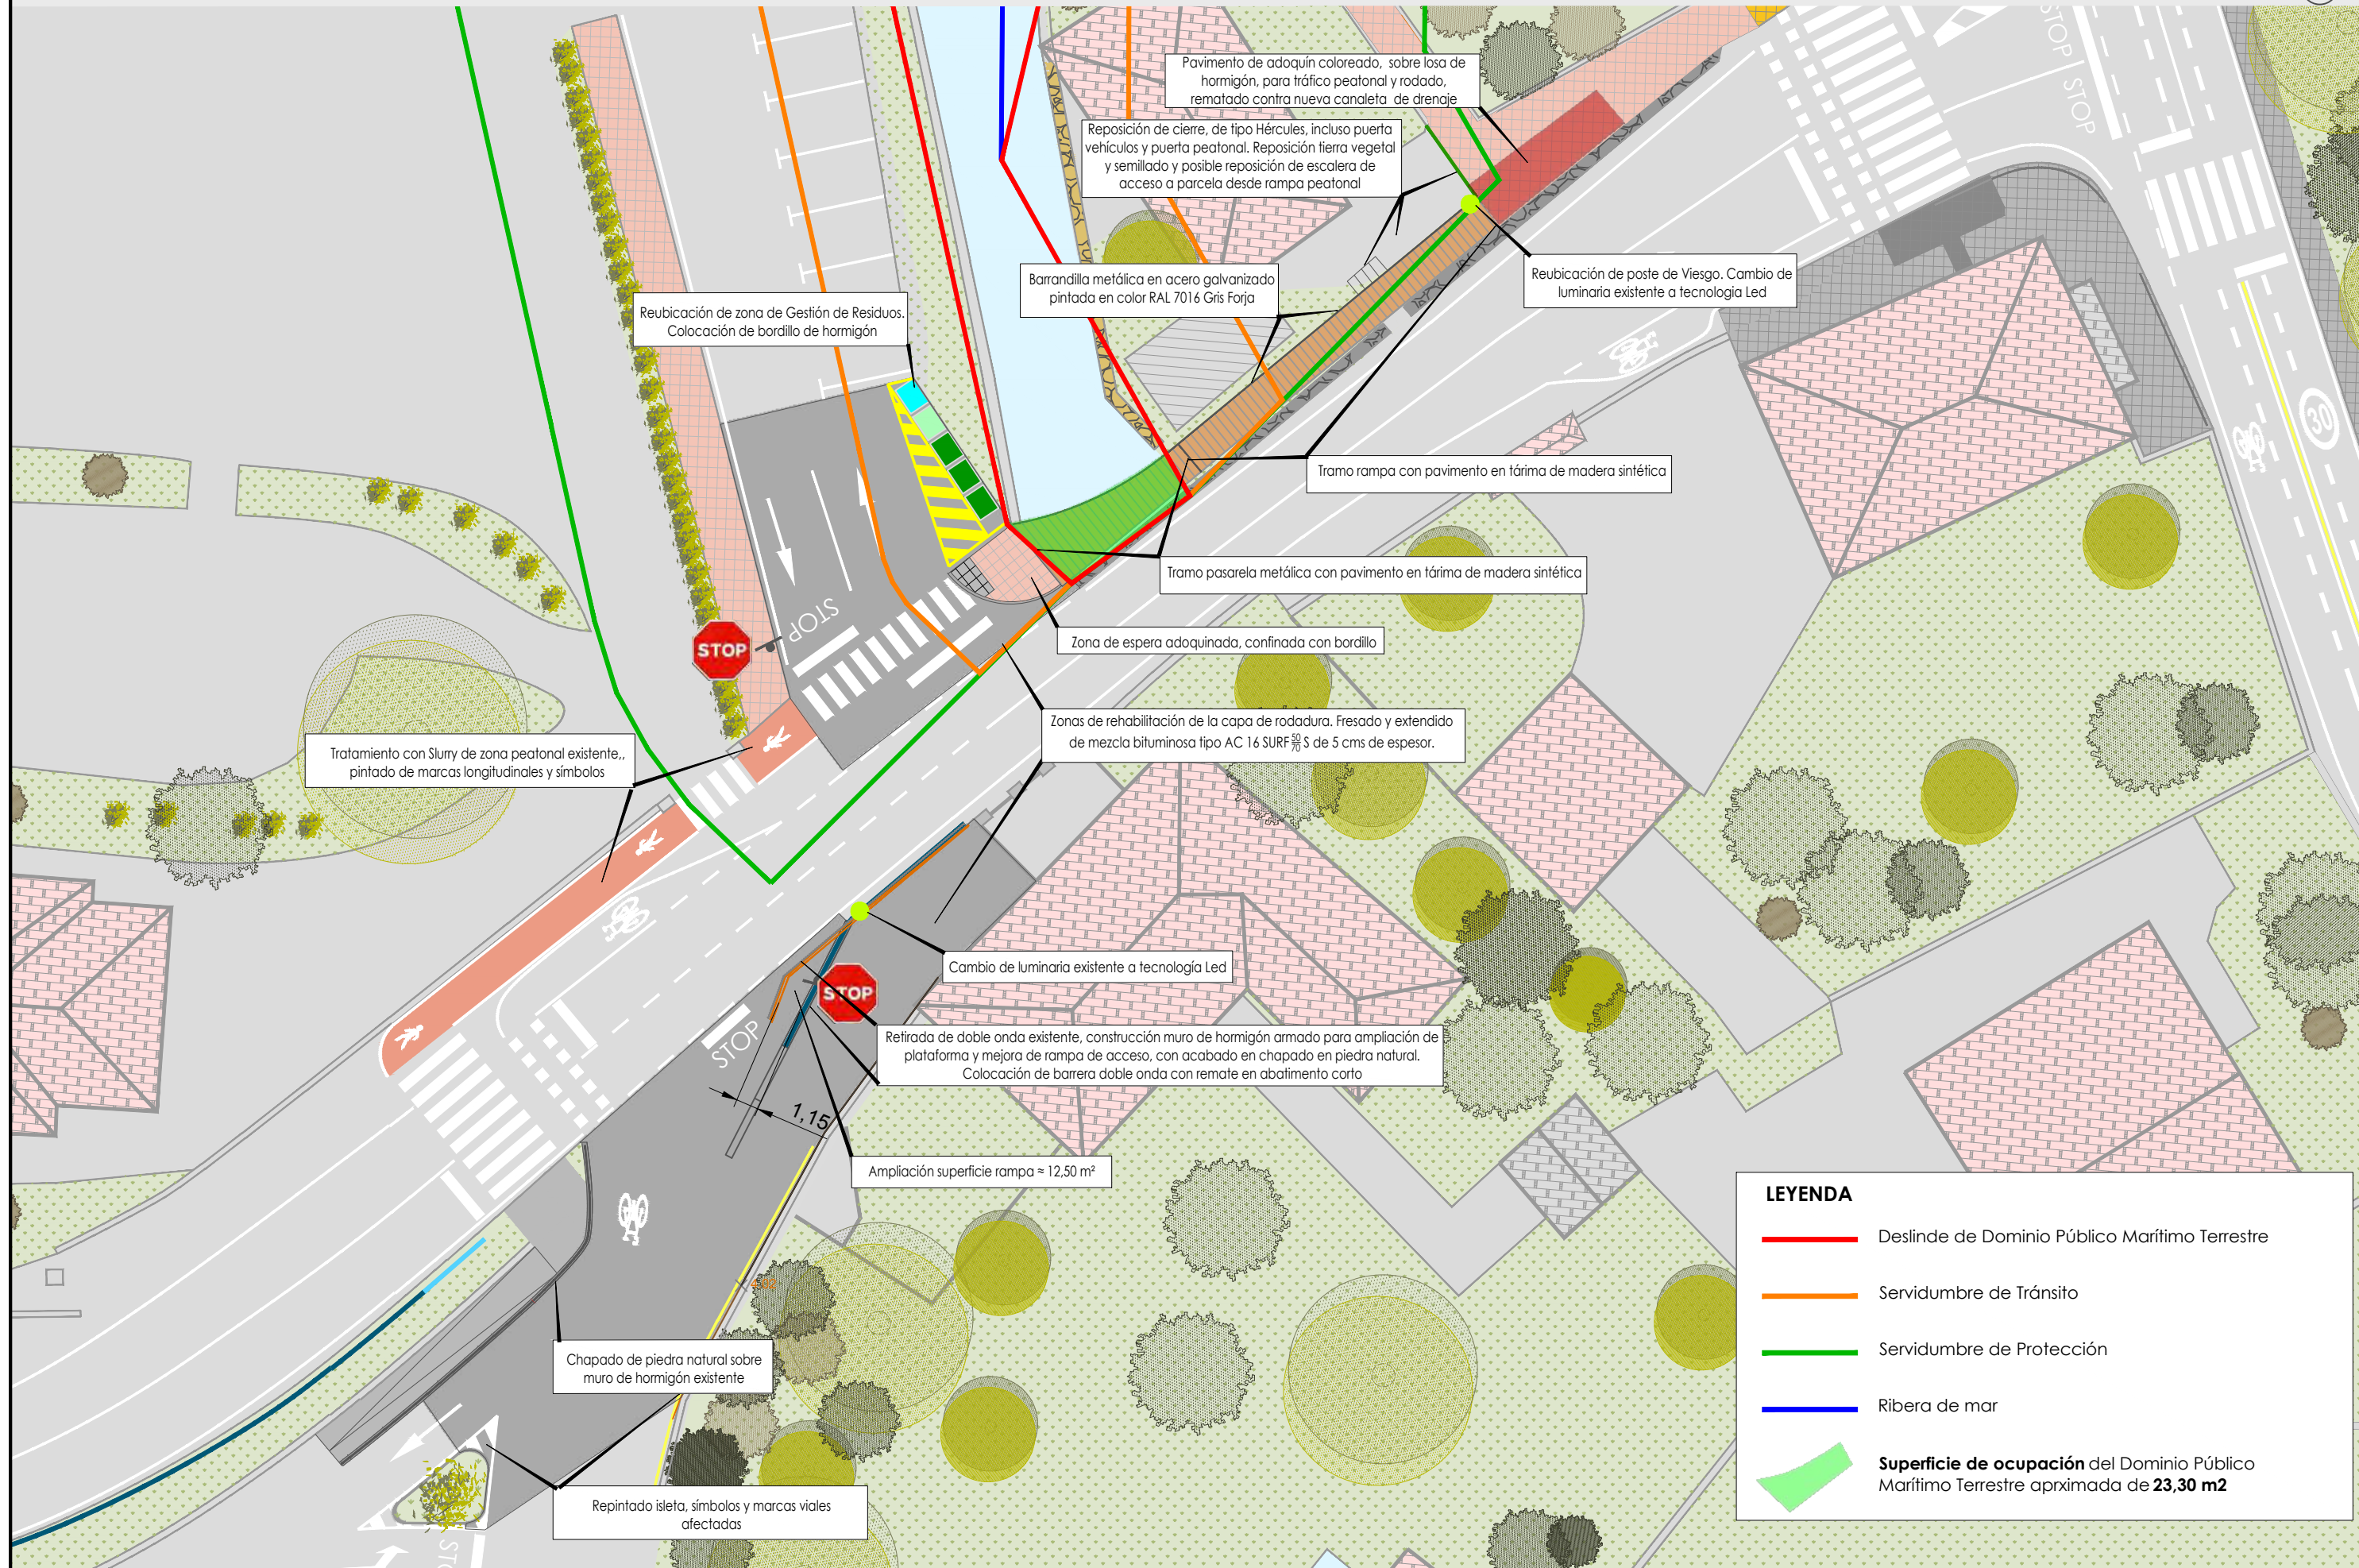 Pavimento de adoquín coloreado, sobre losa de
hormigón, para tráfico peatonal y rodado,
rematado contra nueva canaleta de drenaje
STOP
STOP
Reposición de cierre, de tipo Hércules, incluso puerta
vehículos y puerta peatonal. Reposición tierra vegetal
y semillado y posible reposición de escalera de
acceso a parcela desde rampa peatonal
Reubicación de poste de Viesgo. Cambio de
luminaria existente a tecnologia Led
Barrandilla metálica en acero galvanizado
pintada en color RAL 7016 Gris Forja
Reubicación de zona de Gestión de Residuos.
Colocación de bordillo de hormigón
30
Tramo rampa con pavimento en tárima de madera sintética
Tramo pasarela metálica con pavimento en tárima de madera sintética
STOP
STOP
Zona de espera adoquinada, confinada con bordillo
Zonas de rehabilitación de la capa de rodadura. Fresado y extendido
de mezcla bituminosa tipo AC 16 SURF 50/70 S de 5 cms de espesor.
Tratamiento con Slurry de zona peatonal existente,,
pintado de marcas longitudinales y símbolos
Cambio de luminaria existente a tecnología Led
STOP
STOP
Retirada de doble onda existente, construcción muro de hormigón armado para ampliación de
plataforma y mejora de rampa de acceso, con acabado en chapado en piedra natural.
Colocación de barrera doble onda con remate en abatimento corto
1,15
Ampliación superficie rampa ≈ 12,50 m²
Chapado de piedra natural sobre
muro de hormigón existente
Repintado isleta, símbolos y marcas viales
afectadas
LEYENDA
Deslinde de Dominio Público Marítimo Terrestre
Servidumbre de Tránsito
Servidumbre de Protección
Ribera de mar
Superficie de ocupación del Dominio Público
Marítimo Terrestre aprximada de 23,30 m2